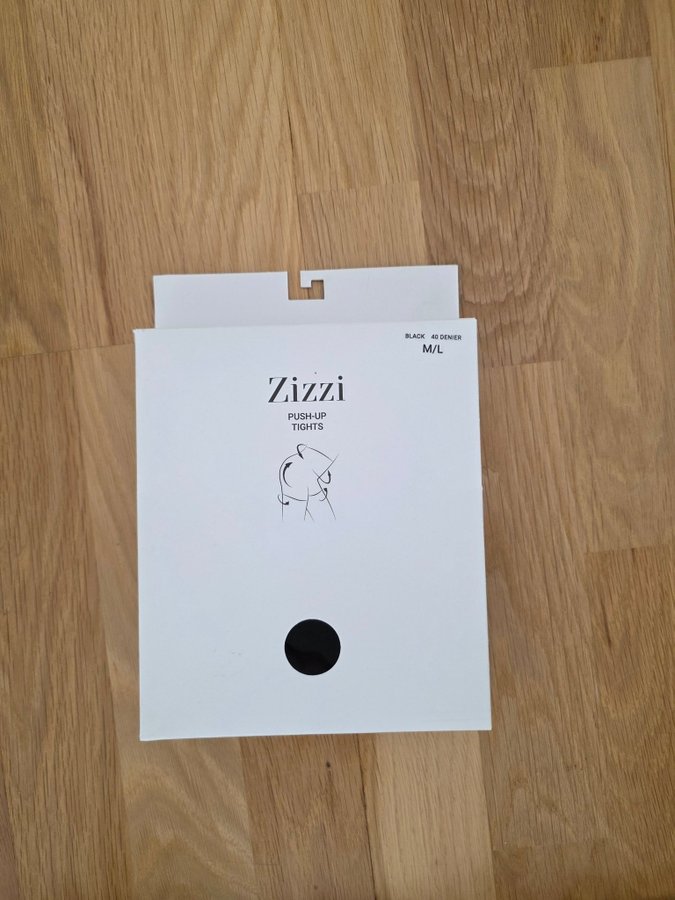 BLACK 40 DENIER
M/L
Zizzi
PUSH-UP
TIGHTS